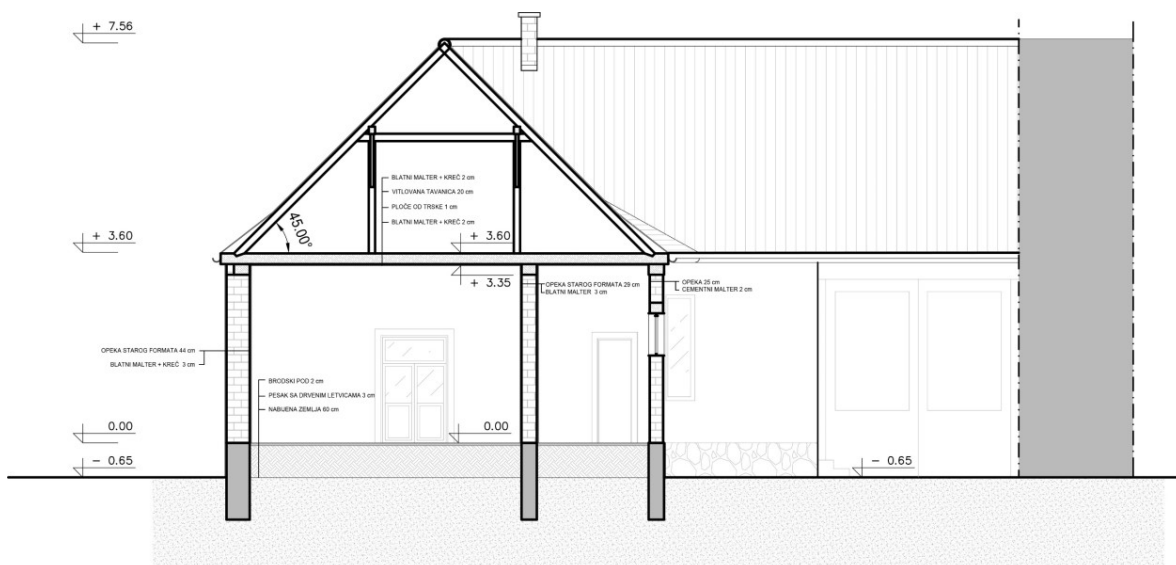 + 7.56
BLATNI MALTER + KREČ 2 cm
VITLOVANA TAVANICA 20 cm
PLOČE OD TRSKE 1 cm
BLATNI MALTER + KREČ 2 cm
45.00°
+ 3.60
+ 3.60
+ 3.35
OPEKA STAROG FORMATA 29 cm
BLATNI MALTER 3 cm
OPEKA 25 cm
CEMENTNI MALTER 2 cm
OPEKA STAROG FORMATA 44 cm
BLATNI MALTER + KREČ 3 cm
BRODSKI POD 2 cm
PESAK SA DRVENIM LETVICAMA 3 cm
NABIJENA ZEMLJA 60 cm
0.00
0.00
- 0.65
- 0.65